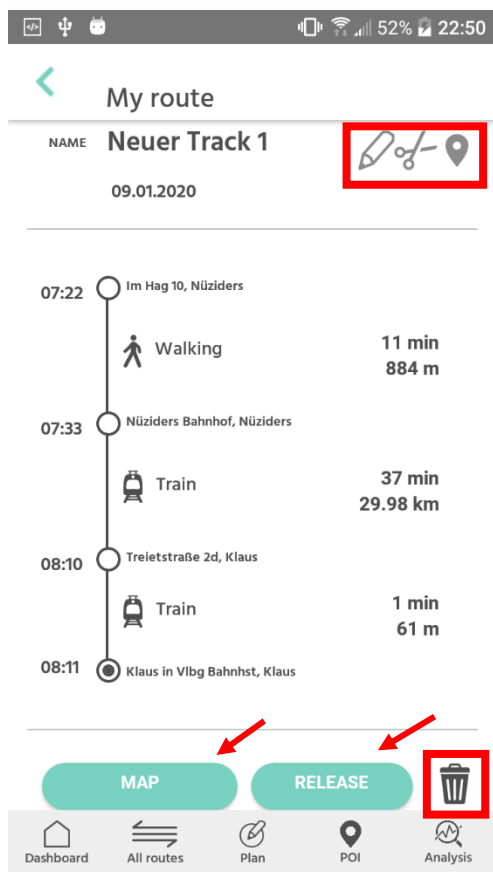 52% 22:50
My route
NAME Neuer Track 1
09.01.2020
07:22 Im Hag 10, Nüziders
Walking 11 min
884 m
07:33 Nüziders Bahnhof, Nüziders
Train 37 min
29.98 km
08:10 Treietstraße 2d, Klaus
Train 1 min
61 m
08:11 Klaus in Vlbg Bahnhst, Klaus
MAP RELEASE
Dashboard All routes Plan POI Analysis